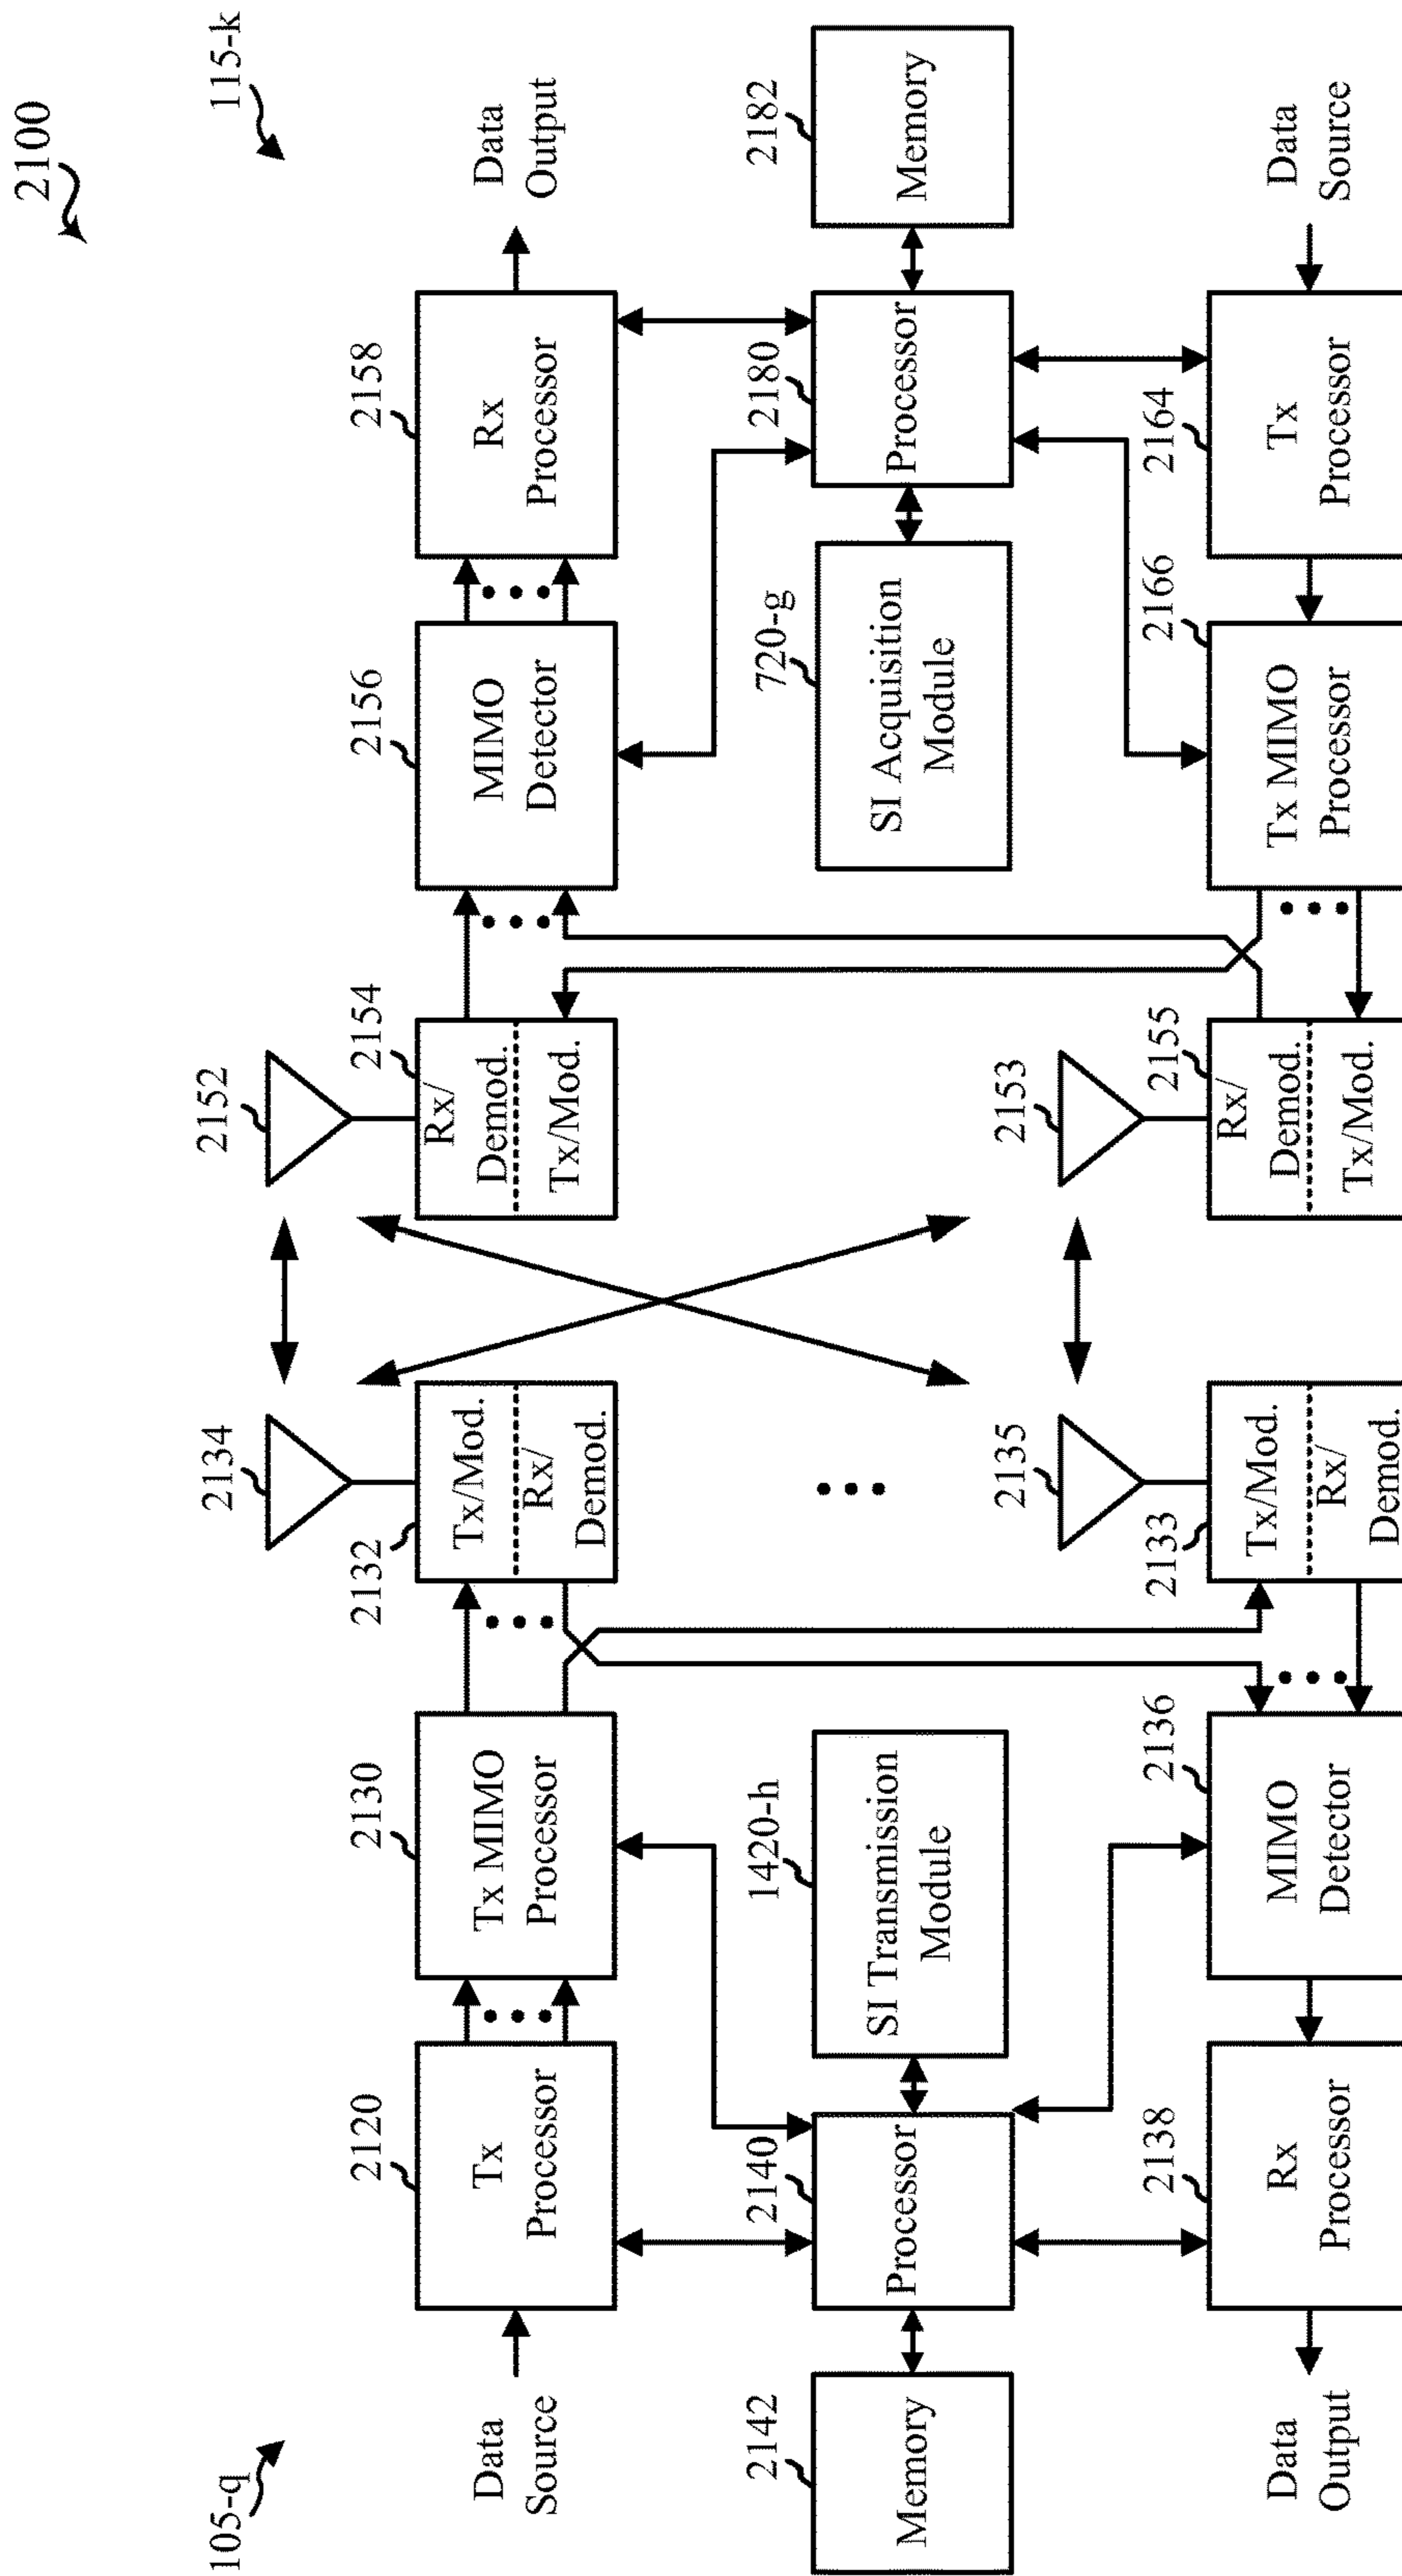 2100
105-q
115-k
2134
2152
2120
2130
2132
2154
2156
2158
Data
Source
Tx
Processor
Tx MIMO
Processor
Tx/Mod.
Rx/
Demod.
Rx/
Demod.
Tx/Mod.
MIMO
Detector
Rx
Processor
Data
Output
2142
2140
1420-h
720-g
2180
2182
Memory
Processor
SI Transmission
Module
SI Acquisition
Module
Processor
Memory
2135
2153
2138
2136
2133
2155
2166
2164
Data
Output
Rx
Processor
MIMO
Detector
Tx/Mod.
Rx/
Demod.
Rx/
Demod.
Tx/Mod.
Tx MIMO
Processor
Tx
Processor
Data
Source